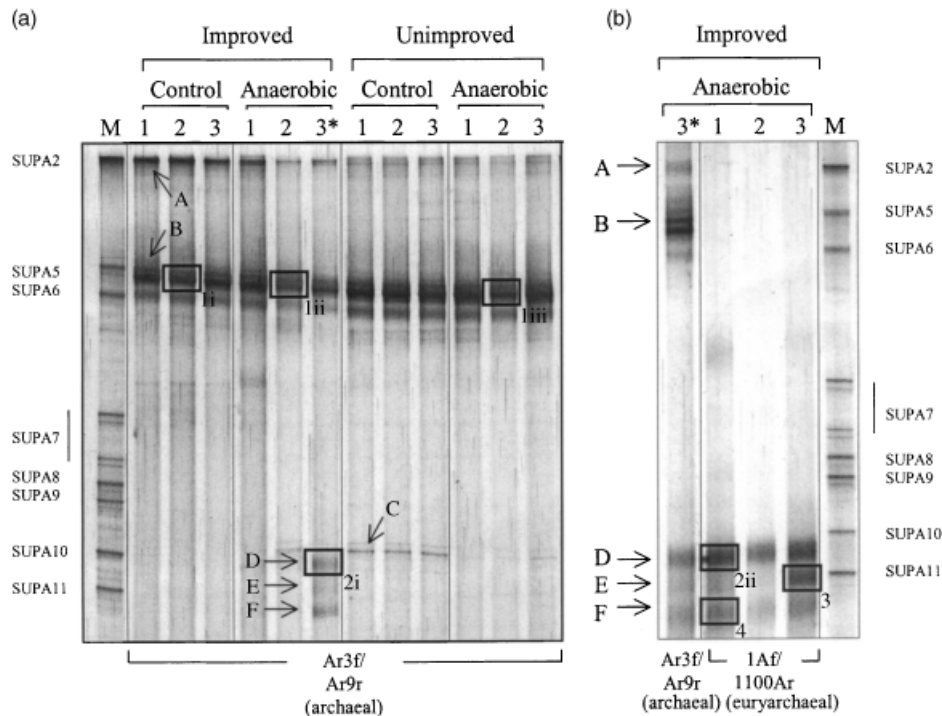 (a)
Improved Unimproved
Control Anaerobic Control Anaerobic
M 1 2 3 1 2 3* 1 2 3 1 2 3
SUPA2
A
B
SUPA5
SUPA6
1i 1ii 1iii
SUPA7
SUPA8
SUPA9
C
SUPA10
D
2i
E
SUPA11
F
Ar3f/
Ar9r
(archaeal)
(b)
Improved
Anaerobic
3* 1 2 3 M
A SUPA2
SUPA5
B
SUPA6
SUPA7
SUPA8
SUPA9
SUPA10
D
SUPA11
E 2ii 3
F
4
Ar3f/ 1Af/
Ar9r 1100Ar
(archaeal) (euryarchaeal)